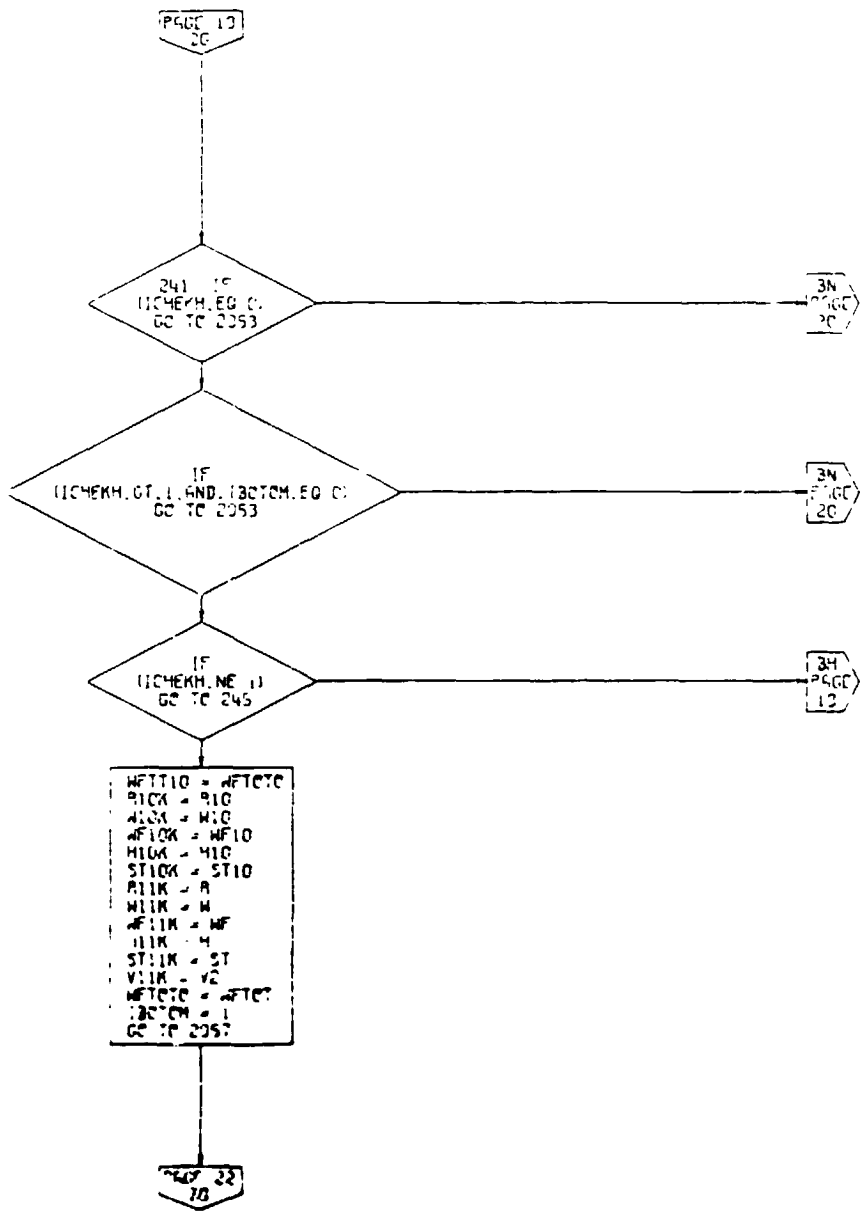 PAGE 13
2G
241 IF
(ICHEKH.EQ 0)
GO TO 2053
3N
PAGE
20
IF
(ICHEKH.GT.1.AND.IBOTOM.EQ 0)
GO TO 2053
3N
PAGE
20
IF
(ICHEKH.NE 1)
GO TO 245
3H
PAGE
13
WFTT10 = WFTOTO
R10K = R10
W10K = W10
WF10K = WF10
H10K = H10
ST10K = ST10
R11K = R
W11K = W
WF11K = WF
H11K = H
ST11K = ST
V11K = V2
WFTOTO = WFTOT
IBOTOM = 1
GO TO 2057
PAGE 22